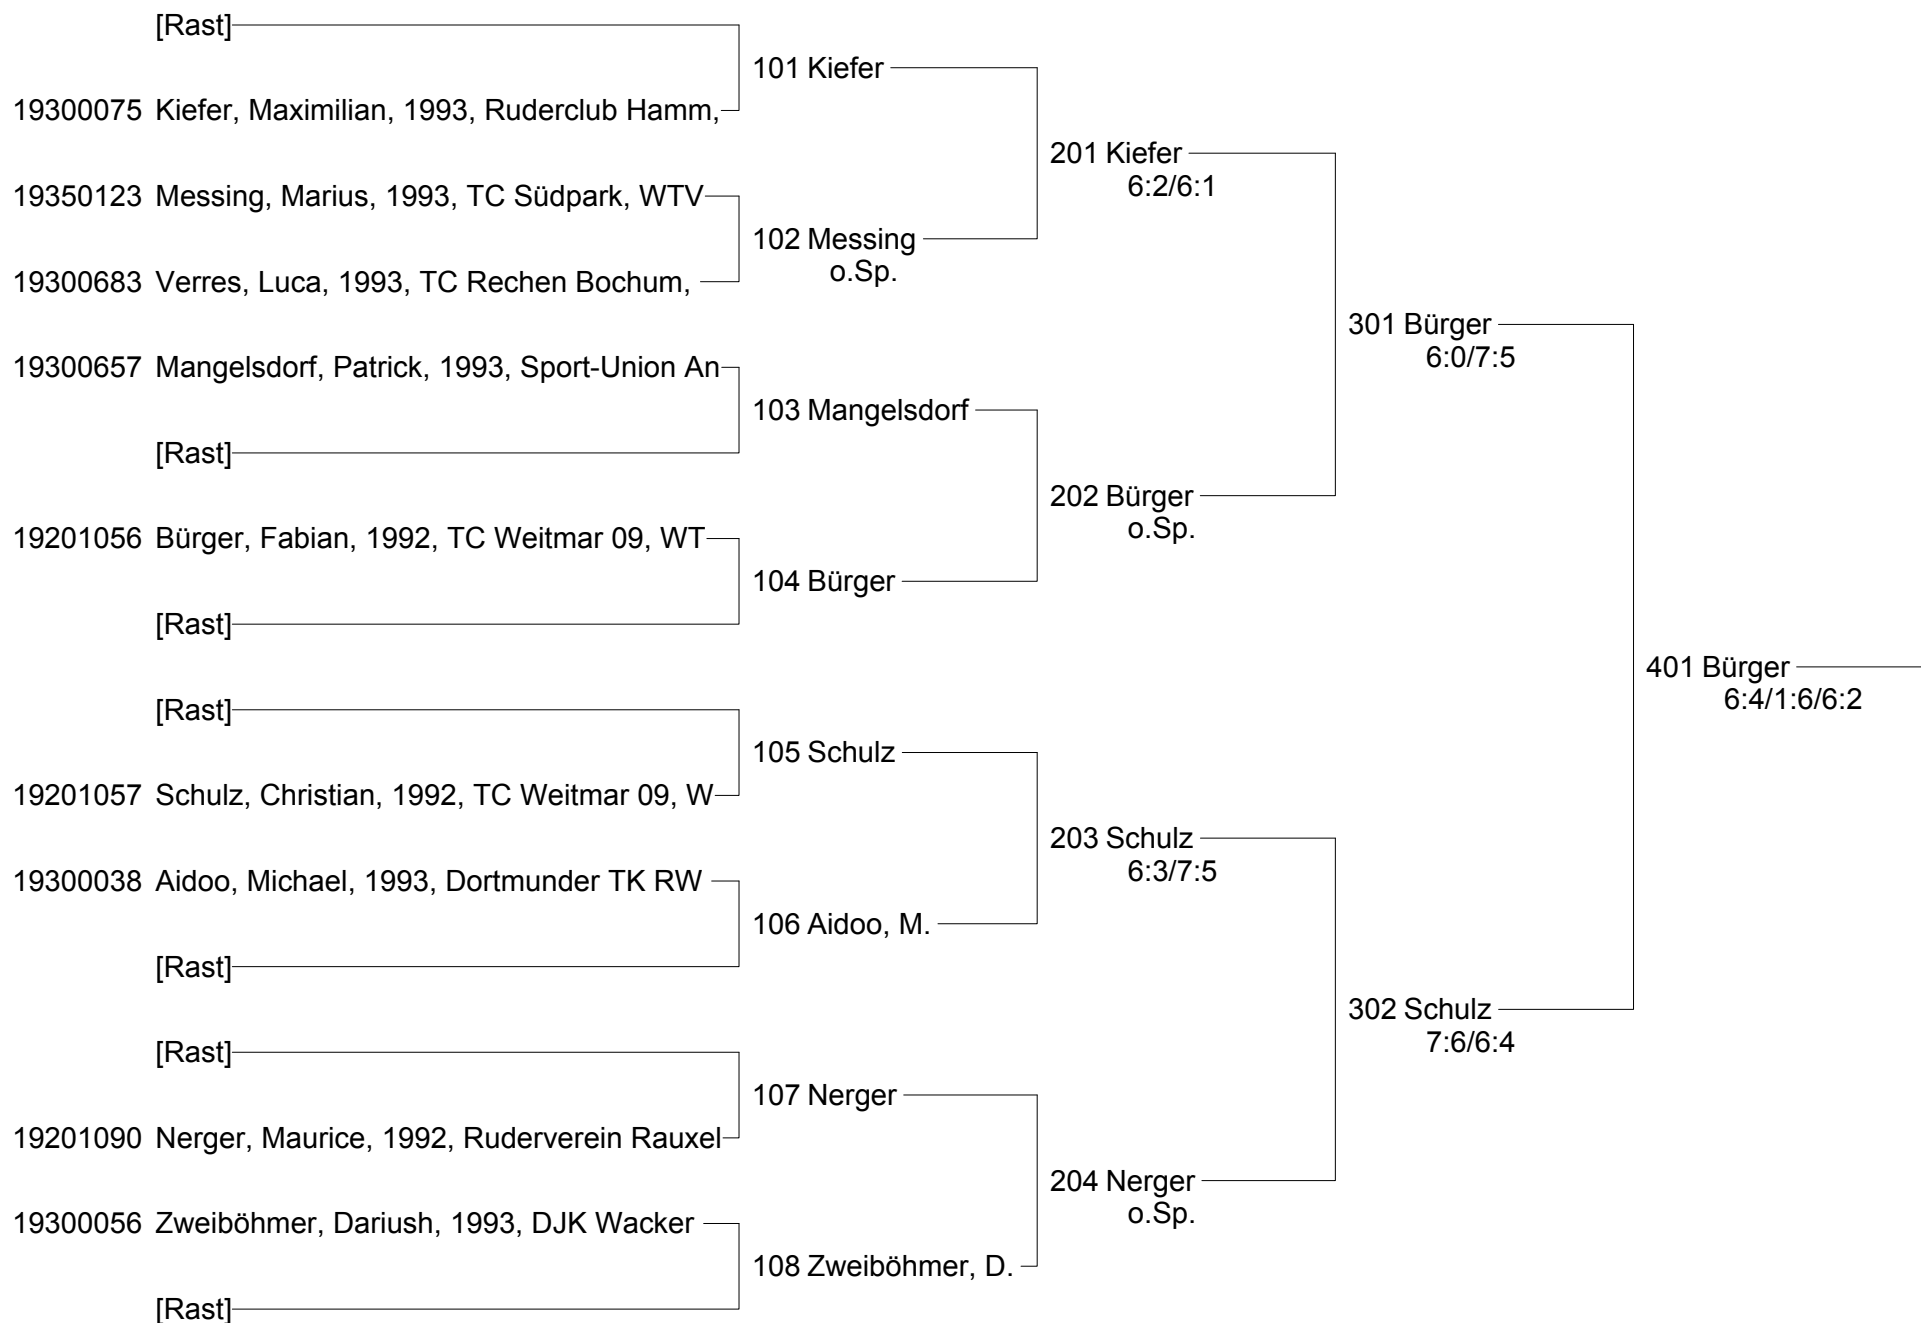 [Rast]
101 Kiefer
19300075 Kiefer, Maximilian, 1993, Ruderclub Hamm,
201 Kiefer
6:2/6:1
19350123 Messing, Marius, 1993, TC Südpark, WTV
102 Messing
o.Sp.
19300683 Verres, Luca, 1993, TC Rechen Bochum,
301 Bürger
6:0/7:5
19300657 Mangelsdorf, Patrick, 1993, Sport-Union An
103 Mangelsdorf
[Rast]
202 Bürger
o.Sp.
19201056 Bürger, Fabian, 1992, TC Weitmar 09, WT
104 Bürger
[Rast]
401 Bürger
6:4/1:6/6:2
[Rast]
105 Schulz
19201057 Schulz, Christian, 1992, TC Weitmar 09, W
203 Schulz
6:3/7:5
19300038 Aidoo, Michael, 1993, Dortmunder TK RW
106 Aidoo, M.
[Rast]
302 Schulz
7:6/6:4
[Rast]
107 Nerger
19201090 Nerger, Maurice, 1992, Ruderverein Rauxel
204 Nerger
o.Sp.
19300056 Zweiböhmer, Dariush, 1993, DJK Wacker
108 Zweiböhmer, D.
[Rast]